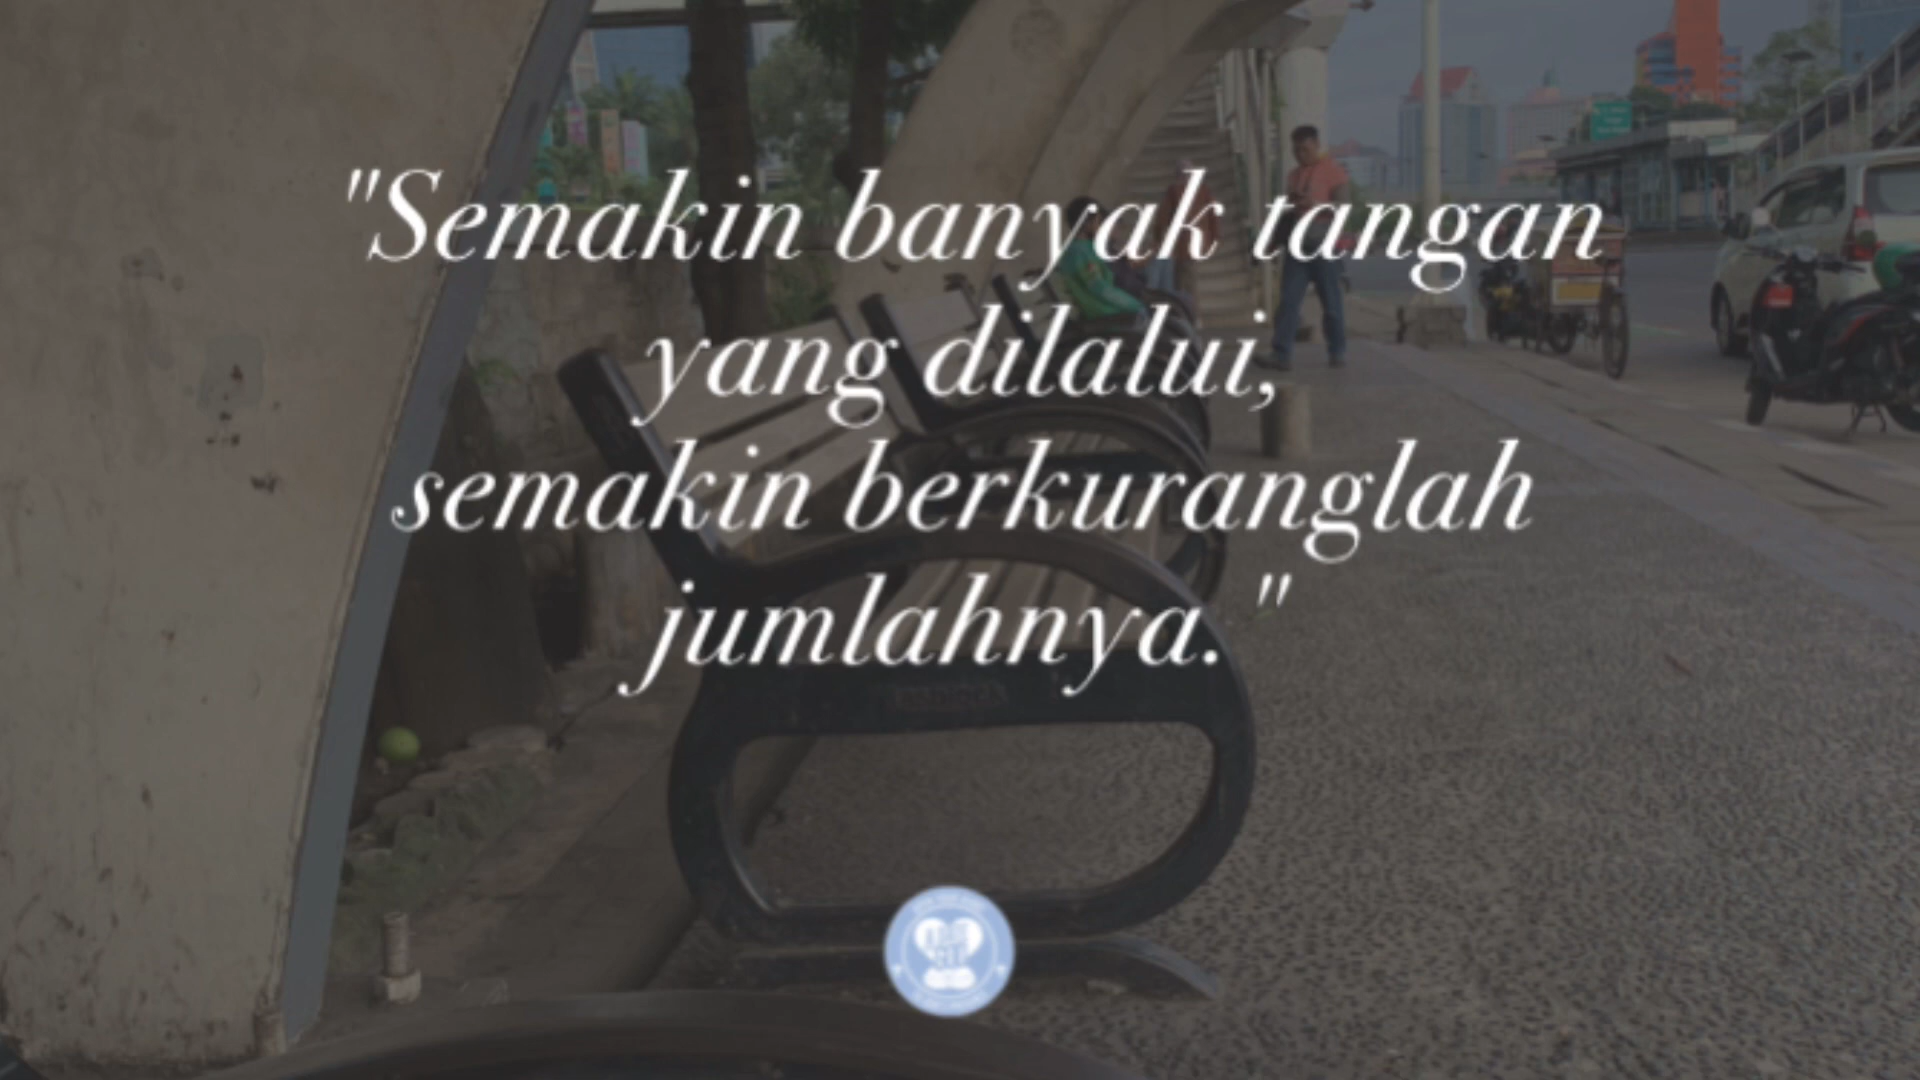 "Semakin banyak tangan
yang dilalui,
semakin berkuranglah
jumlahnya."